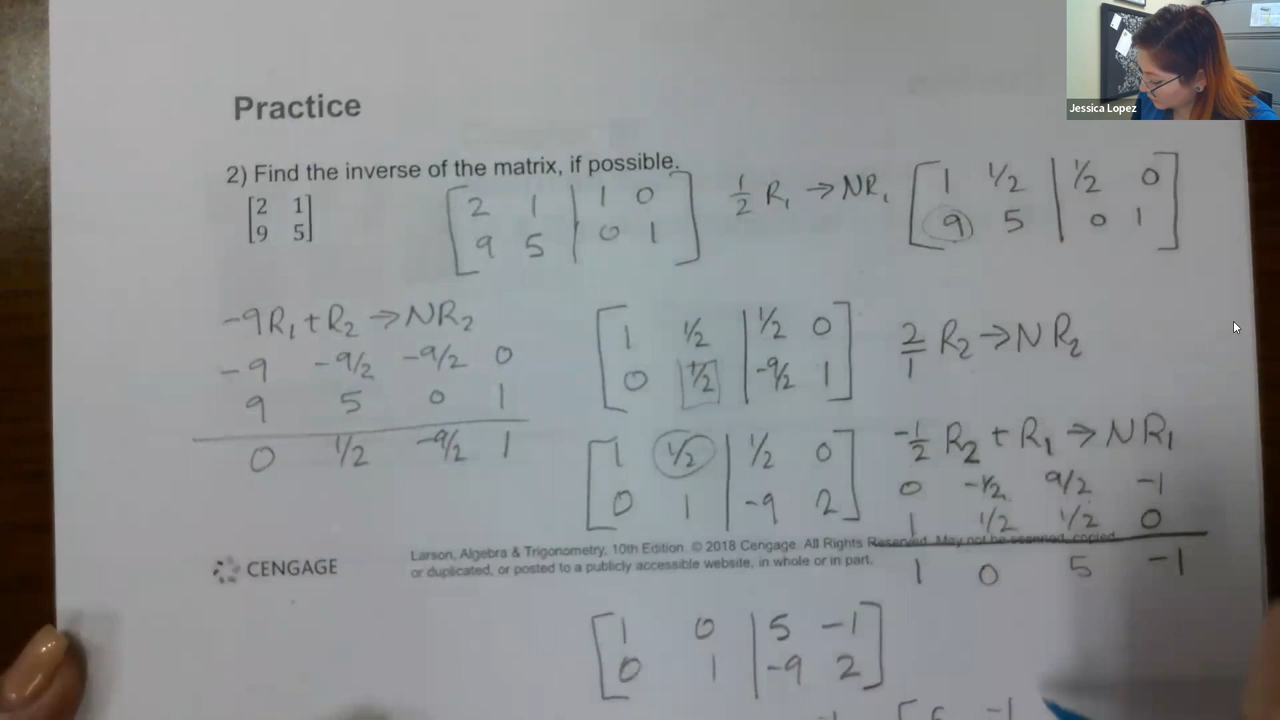 Jessica Lopez
Practice
2) Find the inverse of the matrix, if possible.
[2 1
9 5]
[2 1 | 1 0
9 5 | 0 1]
1/2 R₁ → NR₁
[1 1/2 | 1/2 0
9 5 | 0 1]
-9R₁ + R₂ → NR₂
-9 -9/2 -9/2 0
9 5 0 1
0 1/2 -9/2 1
[1 1/2 | 1/2 0
0 1/2 | -9/2 1]
2/1 R₂ → NR₂
[1 1/2 | 1/2 0
0 1 | -9 2]
-1/2 R₂ + R₁ → NR₁
0 -1/2 9/2 -1
1 1/2 1/2 0
1 0 5 -1
CENGAGE
Larson, Algebra & Trigonometry, 10th Edition. © 2018 Cengage. All Rights Reserved. May not be scanned, copied
or duplicated, or posted to a publicly accessible website, in whole or in part.
[1 0 | 5 -1
0 1 | -9 2]